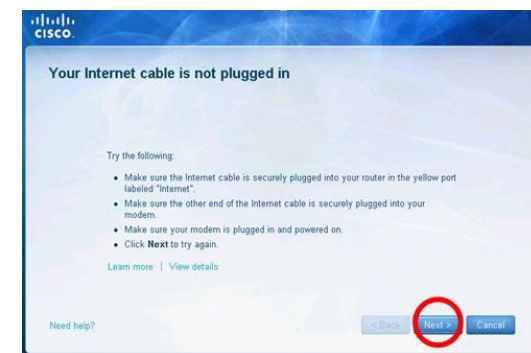 CISCO.
Your Internet cable is not plugged in
Try the following:
• Make sure the Internet cable is securely plugged into your router in the yellow port
labeled "Internet".
• Make sure the other end of the Internet cable is securely plugged into your
modem.
• Make sure your modem is plugged in and powered on.
• Click Next to try again.
Learn more | View details
Need help? < Back Next > Cancel